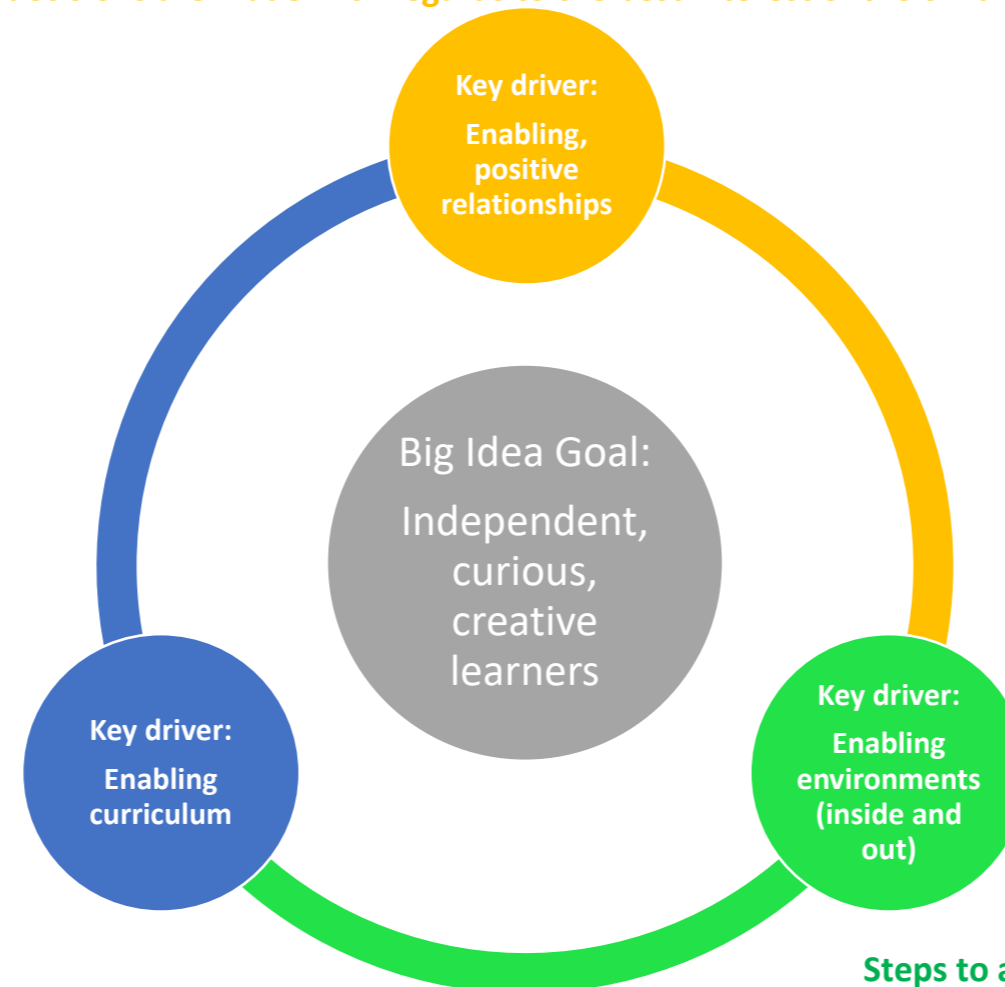 Key driver:
Enabling,
positive
relationships
Big Idea Goal:
Independent,
curious,
creative
learners
Key driver:
Enabling
curriculum
Key driver:
Enabling
environments
(inside and
out)
Steps to a